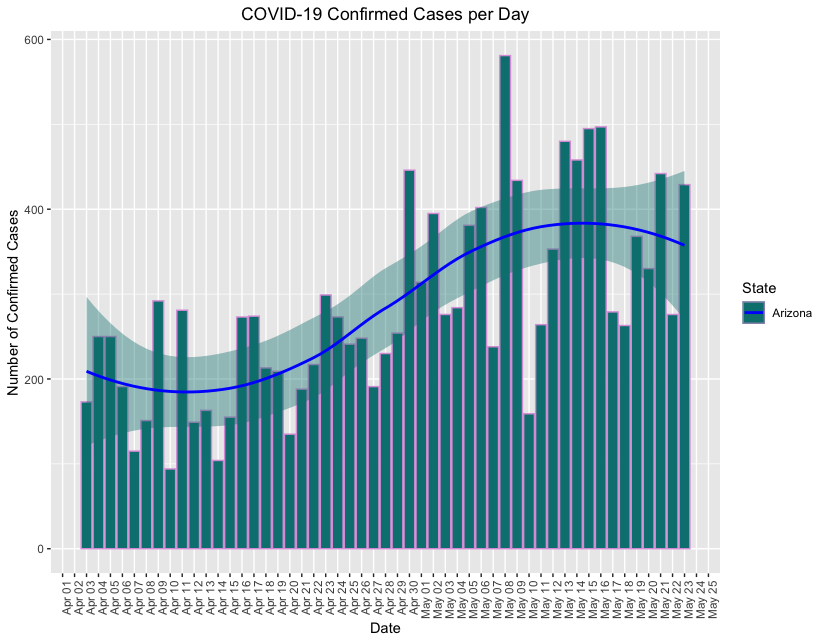 COVID-19 Confirmed Cases per Day
Number of Confirmed Cases
600
400
200
0
Apr 01
Apr 02
Apr 03
Apr 04
Apr 05
Apr 06
Apr 07
Apr 08
Apr 09
Apr 10
Apr 11
Apr 12
Apr 13
Apr 14
Apr 15
Apr 16
Apr 17
Apr 18
Apr 19
Apr 20
Apr 21
Apr 22
Apr 23
Apr 24
Apr 25
Apr 26
Apr 27
Apr 28
Apr 29
Apr 30
May 01
May 02
May 03
May 04
May 05
May 06
May 07
May 08
May 09
May 10
May 11
May 12
May 13
May 14
May 15
May 16
May 17
May 18
May 19
May 20
May 21
May 22
May 23
May 24
May 25
Date
State
Arizona